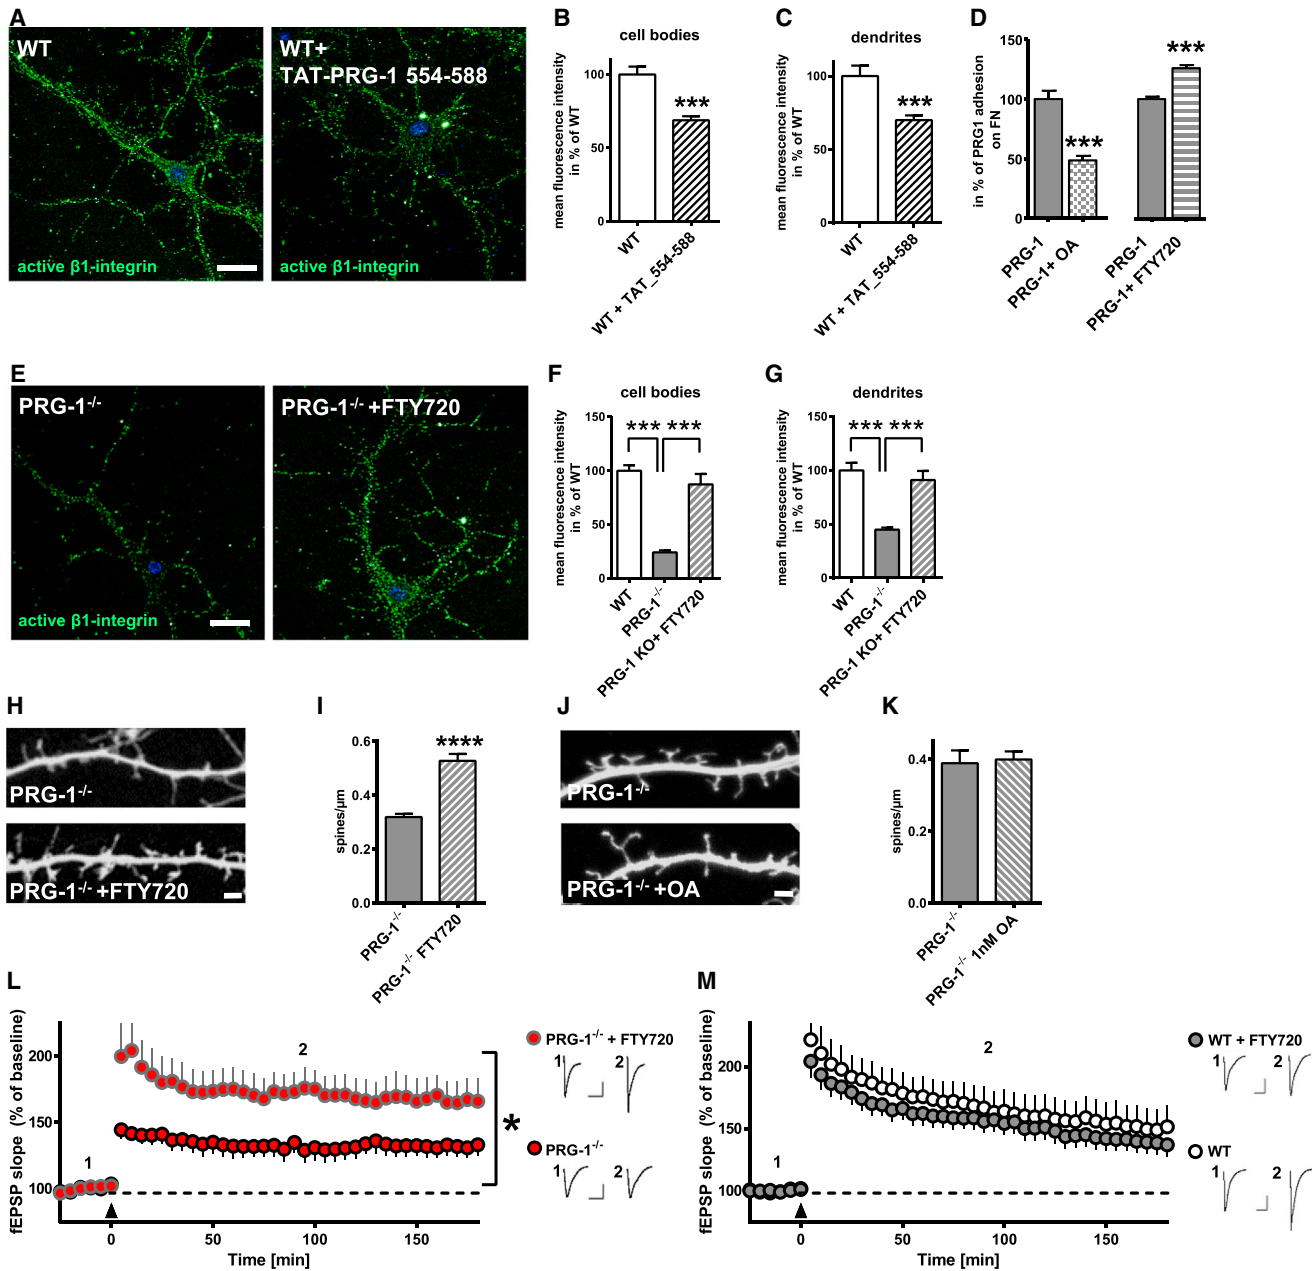 A
WT
active β1-integrin
WT+
TAT-PRG-1 554-588
active β1-integrin
B
cell bodies
mean fluorescence intensity
in % of WT
100
50
0
***
WT
WT + TAT_554-588
C
dendrites
mean fluorescence intensity
in % of WT
100
50
0
***
WT
WT + TAT_554-588
D
in % of PRG1 adhesion
on FN
150
100
50
0
***
***
PRG-1
PRG-1+ OA
PRG-1
PRG-1+ FTY720
E
PRG-1-/-
active β1-integrin
PRG-1-/- +FTY720
F
cell bodies
mean fluorescence intensity
in % of WT
150
100
50
0
*** ***
WT
PRG-1-/-
PRG-1 KO+ FTY720
G
dendrites
mean fluorescence intensity
in % of WT
150
100
50
0
*** ***
WT
PRG-1-/-
PRG-1 KO+ FTY720
H
PRG-1-/-
PRG-1-/- +FTY720
I
spines/µm
0.6
0.4
0.2
0.0
****
PRG-1-/-
PRG-1-/- FTY720
J
PRG-1-/-
PRG-1-/- +OA
K
spines/µm
0.4
0.2
0.0
PRG-1-/-
PRG-1-/- 1nM OA
L
fEPSP slope (% of baseline)
200
150
100
1
2
0
50
100
150
Time [min]
*
PRG-1-/- + FTY720
1
2
PRG-1-/-
1
2
M
fEPSP slope (% of baseline)
200
150
100
1
2
0
50
100
150
Time [min]
WT + FTY720
1
2
WT
1
2